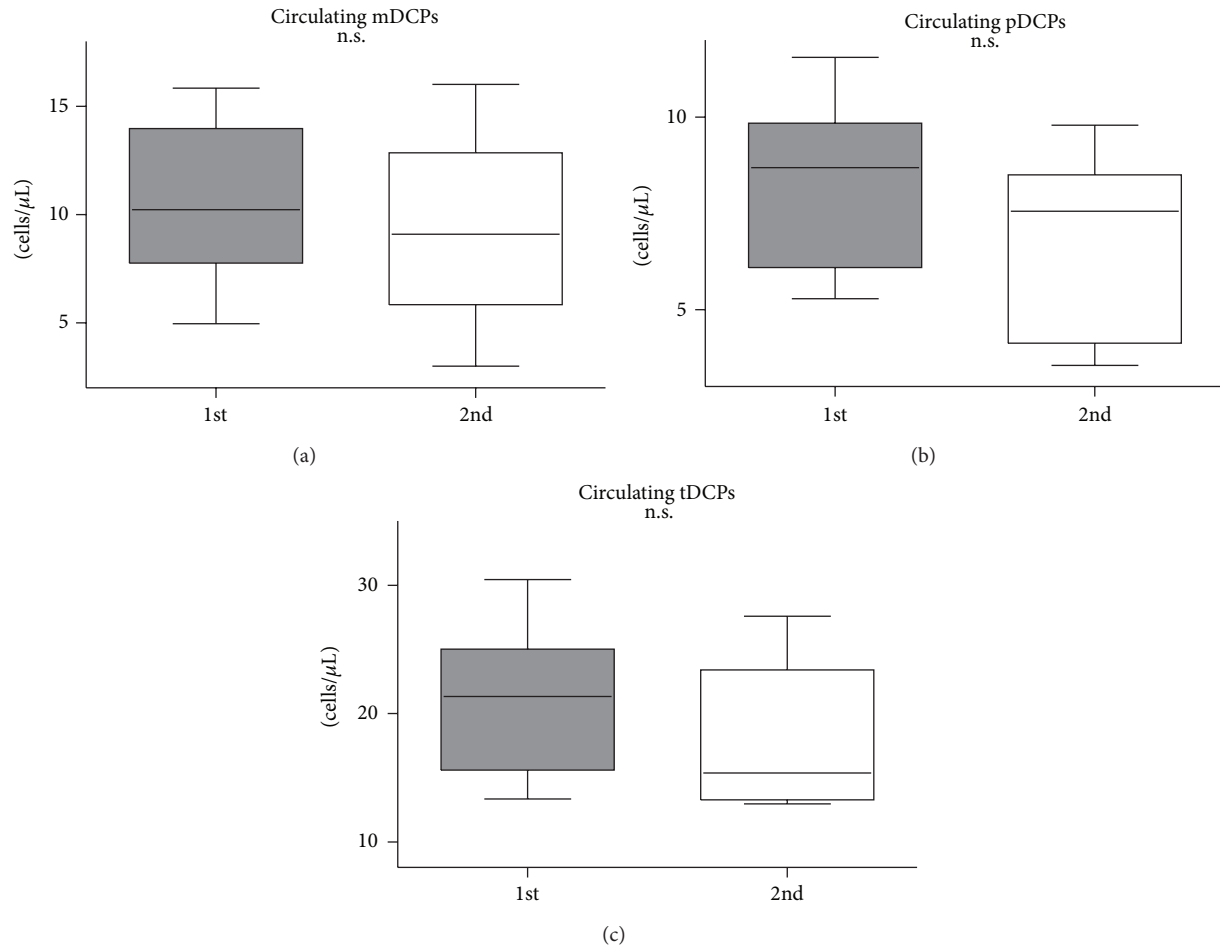 Circulating mDCPs
n.s.
15
10
5
(cells/μL)
1st
2nd
(a)
Circulating pDCPs
n.s.
10
5
(cells/μL)
1st
2nd
(b)
Circulating tDCPs
n.s.
30
20
10
(cells/μL)
1st
2nd
(c)